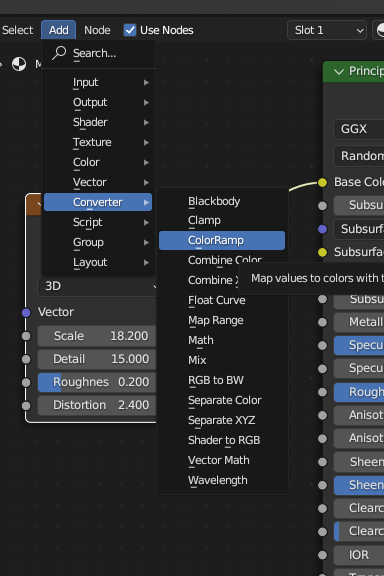 Select Add Node Use Nodes Slot 1
Search...
Input
Output
Shader
Texture
Color
Vector
Converter
Script
Group
Layout
Blackbody
Clamp
ColorRamp
Combine Color
Combine
Float Curve
Map Range
Math
Mix
RGB to BW
Separate Color
Separate XYZ
Shader to RGB
Vector Math
Wavelength
Map values to colors with t
3D
Vector
Scale 18.200
Detail 15.000
Roughnes 0.200
Distortion 2.400
Princip
GGX
Random
Base Colo
Subsu
Subsurf
Subsurfa
Subsu
Metall
Specu
Specu
Rough
Anisot
Anisot
Sheen
Sheen
Clearc
Clearc
IOR